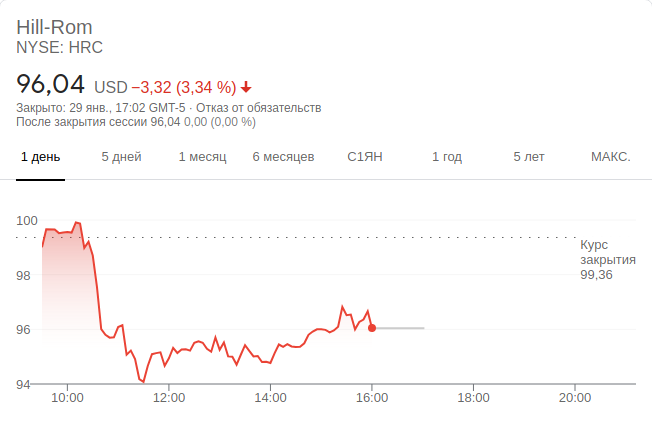 Hill-Rom
NYSE: HRC
96,04 USD −3,32 (3,34 %)
Закрыто: 29 янв., 17:02 GMT-5 · Отказ от обязательств
После закрытия сессии 96,04 0,00 (0,00 %)
1 день 5 дней 1 месяц 6 месяцев С1ЯН 1 год 5 лет МАКС.
100
Курс
закрытия
99,36
98
96
94
10:00 12:00 14:00 16:00 18:00 20:00